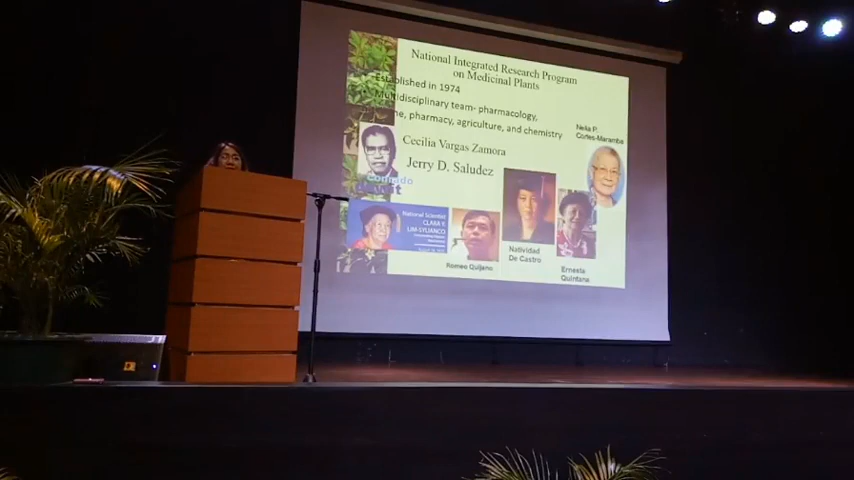 National Integrated Research Program
on Medicinal Plants
Established in 1974
Multidisciplinary team- pharmacology,
pharmacy, agriculture, and chemistry
Cecilia Vargas Zamora
Jerry D. Saludez
Nelia P.
Cortes-Maramba
Conrado
National Scientist
CLARA Y.
LIM-SYLIANCO
Romeo Quijano
Natividad
De Castro
Ernesta
Quintana